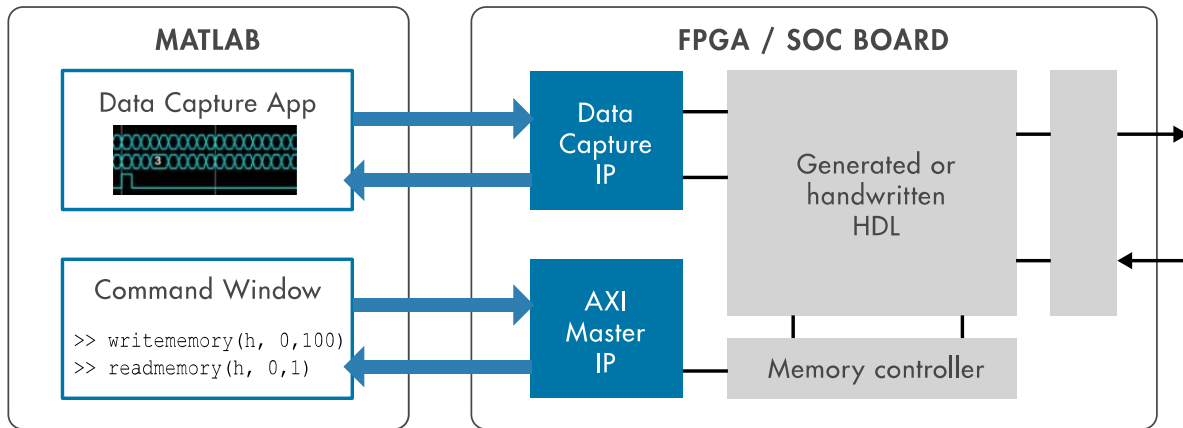 MATLAB
Data Capture App
3
Command Window
>> writememory(h, 0,100)
>> readmemory(h, 0,1)
FPGA / SOC BOARD
Data
Capture
IP
AXI
Master
IP
Generated or
handwritten
HDL
Memory controller